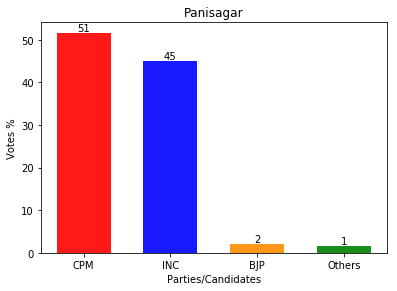 Panisagar
Votes %
50
40
30
20
10
0
51
45
2
1
CPM
INC
BJP
Others
Parties/Candidates